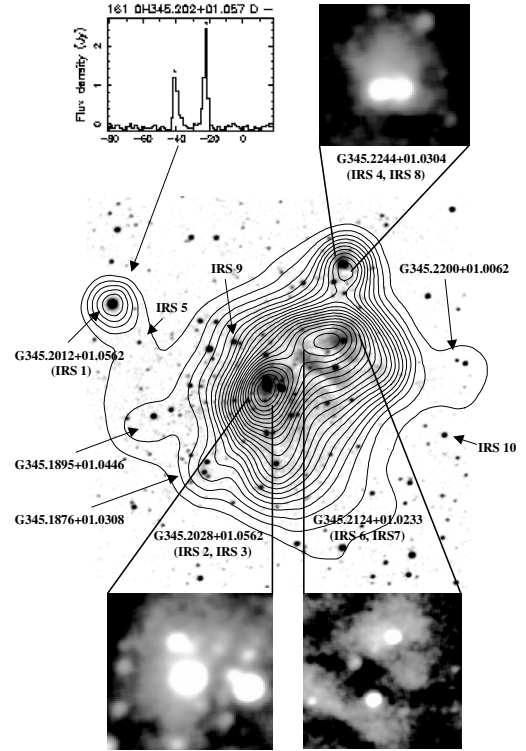 161 OH345.202+01.057 D —
Flux density (Jy)
2
1
0
-80 -60 -40 -20 0
G345.2244+01.0304
(IRS 4, IRS 8)
IRS 9
G345.2200+01.0062
IRS 5
G345.2012+01.0562
(IRS 1)
IRS 10
G345.1895+01.0446
G345.1876+01.0308
G345.2028+01.0562
(IRS 2, IRS 3)
G345.2124+01.0233
(IRS 6, IRS7)